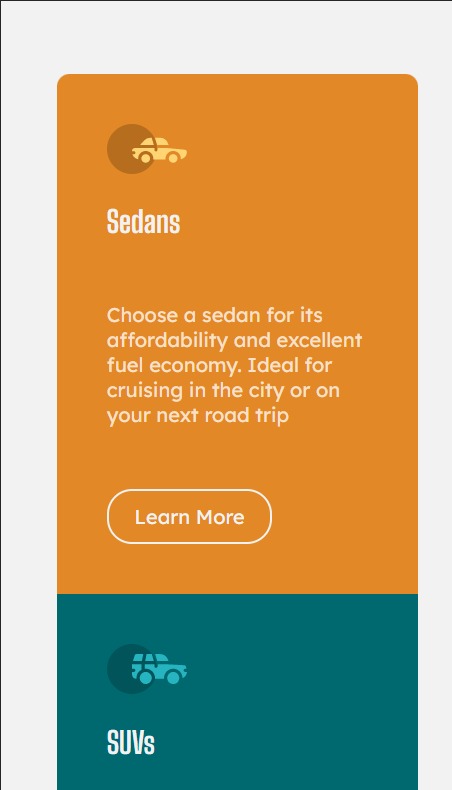 Sedans
Choose a sedan for its
affordability and excellent
fuel economy. Ideal for
cruising in the city or on
your next road trip
Learn More
SUVs